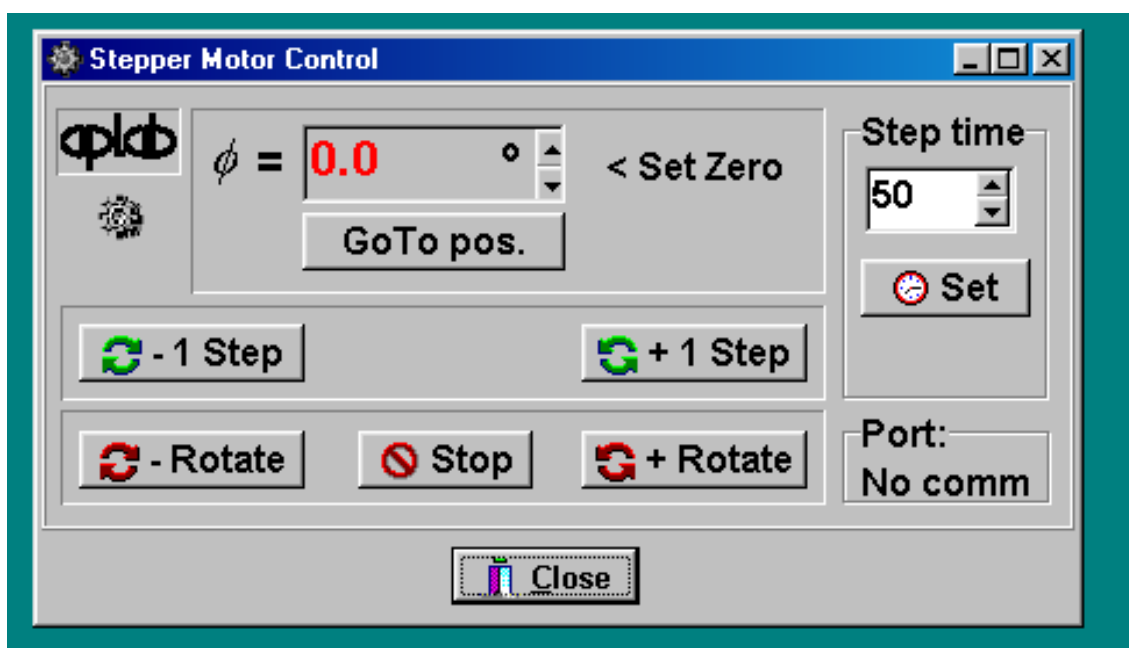 Stepper Motor Control
aplab
ϕ = 0.0 °
< Set Zero
GoTo pos.
Step time
50
Set
- 1 Step
+ 1 Step
- Rotate
Stop
+ Rotate
Port:
No comm
Close